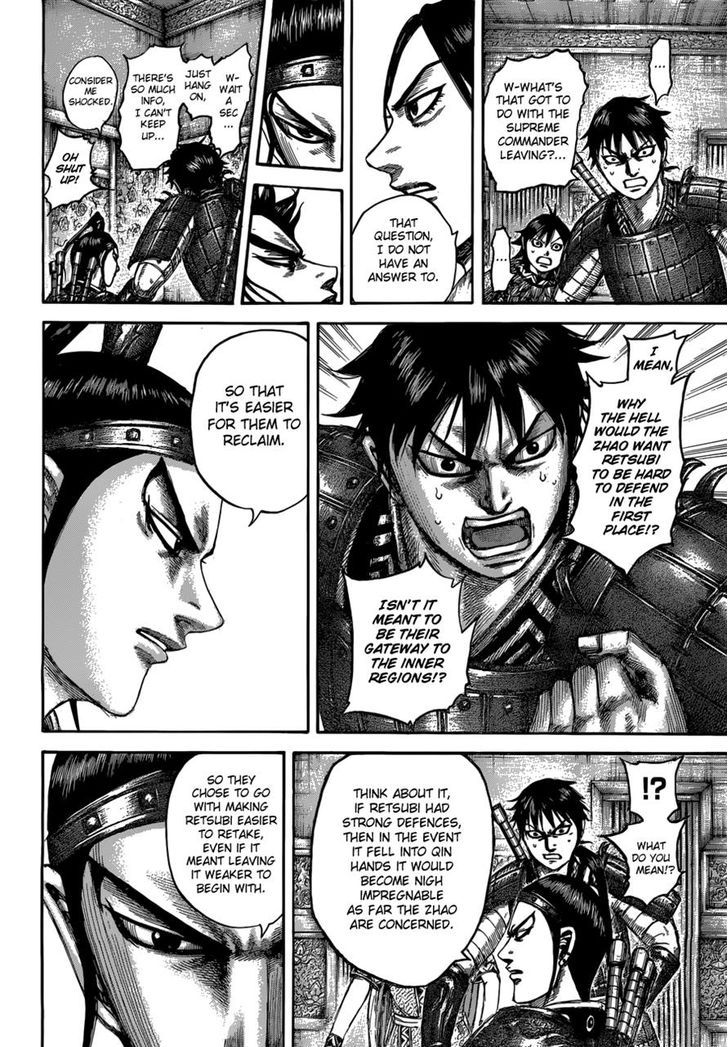 ...
W-WHAT'S
THAT GOT TO
DO WITH THE
SUPREME
COMMANDER
LEAVING?...
...
THAT
QUESTION,
I DO NOT
HAVE AN
ANSWER TO.
W-
WAIT
A SEC
...
JUST
HANG
ON,
THERE'S
SO MUCH
INFO,
I CAN'T
KEEP
UP...
CONSIDER
ME
SHOCKED.
OH
SHUT
UP!
I
MEAN,
WHY
THE HELL
WOULD THE
ZHAO WANT
RETSUBI
TO BE HARD
TO DEFEND
IN THE
FIRST
PLACE!?
ISN'T IT
MEANT TO
BE THEIR
GATEWAY TO
THE INNER
REGIONS!?
SO THAT
IT'S EASIER
FOR THEM TO
RECLAIM.
!?
WHAT DO
YOU
MEAN!?
THINK ABOUT IT,
IF RETSUBI HAD
STRONG DEFENCES,
THEN IN THE EVENT
IT FELL INTO QIN
HANDS IT WOULD
BECOME NIGH
IMPREGNABLE
AS FAR THE ZHAO
ARE CONCERNED.
SO THEY
CHOSE TO GO
WITH MAKING
RETSUBI EASIER
TO RETAKE,
EVEN IF IT
MEANT LEAVING
IT WEAKER TO
BEGIN WITH.